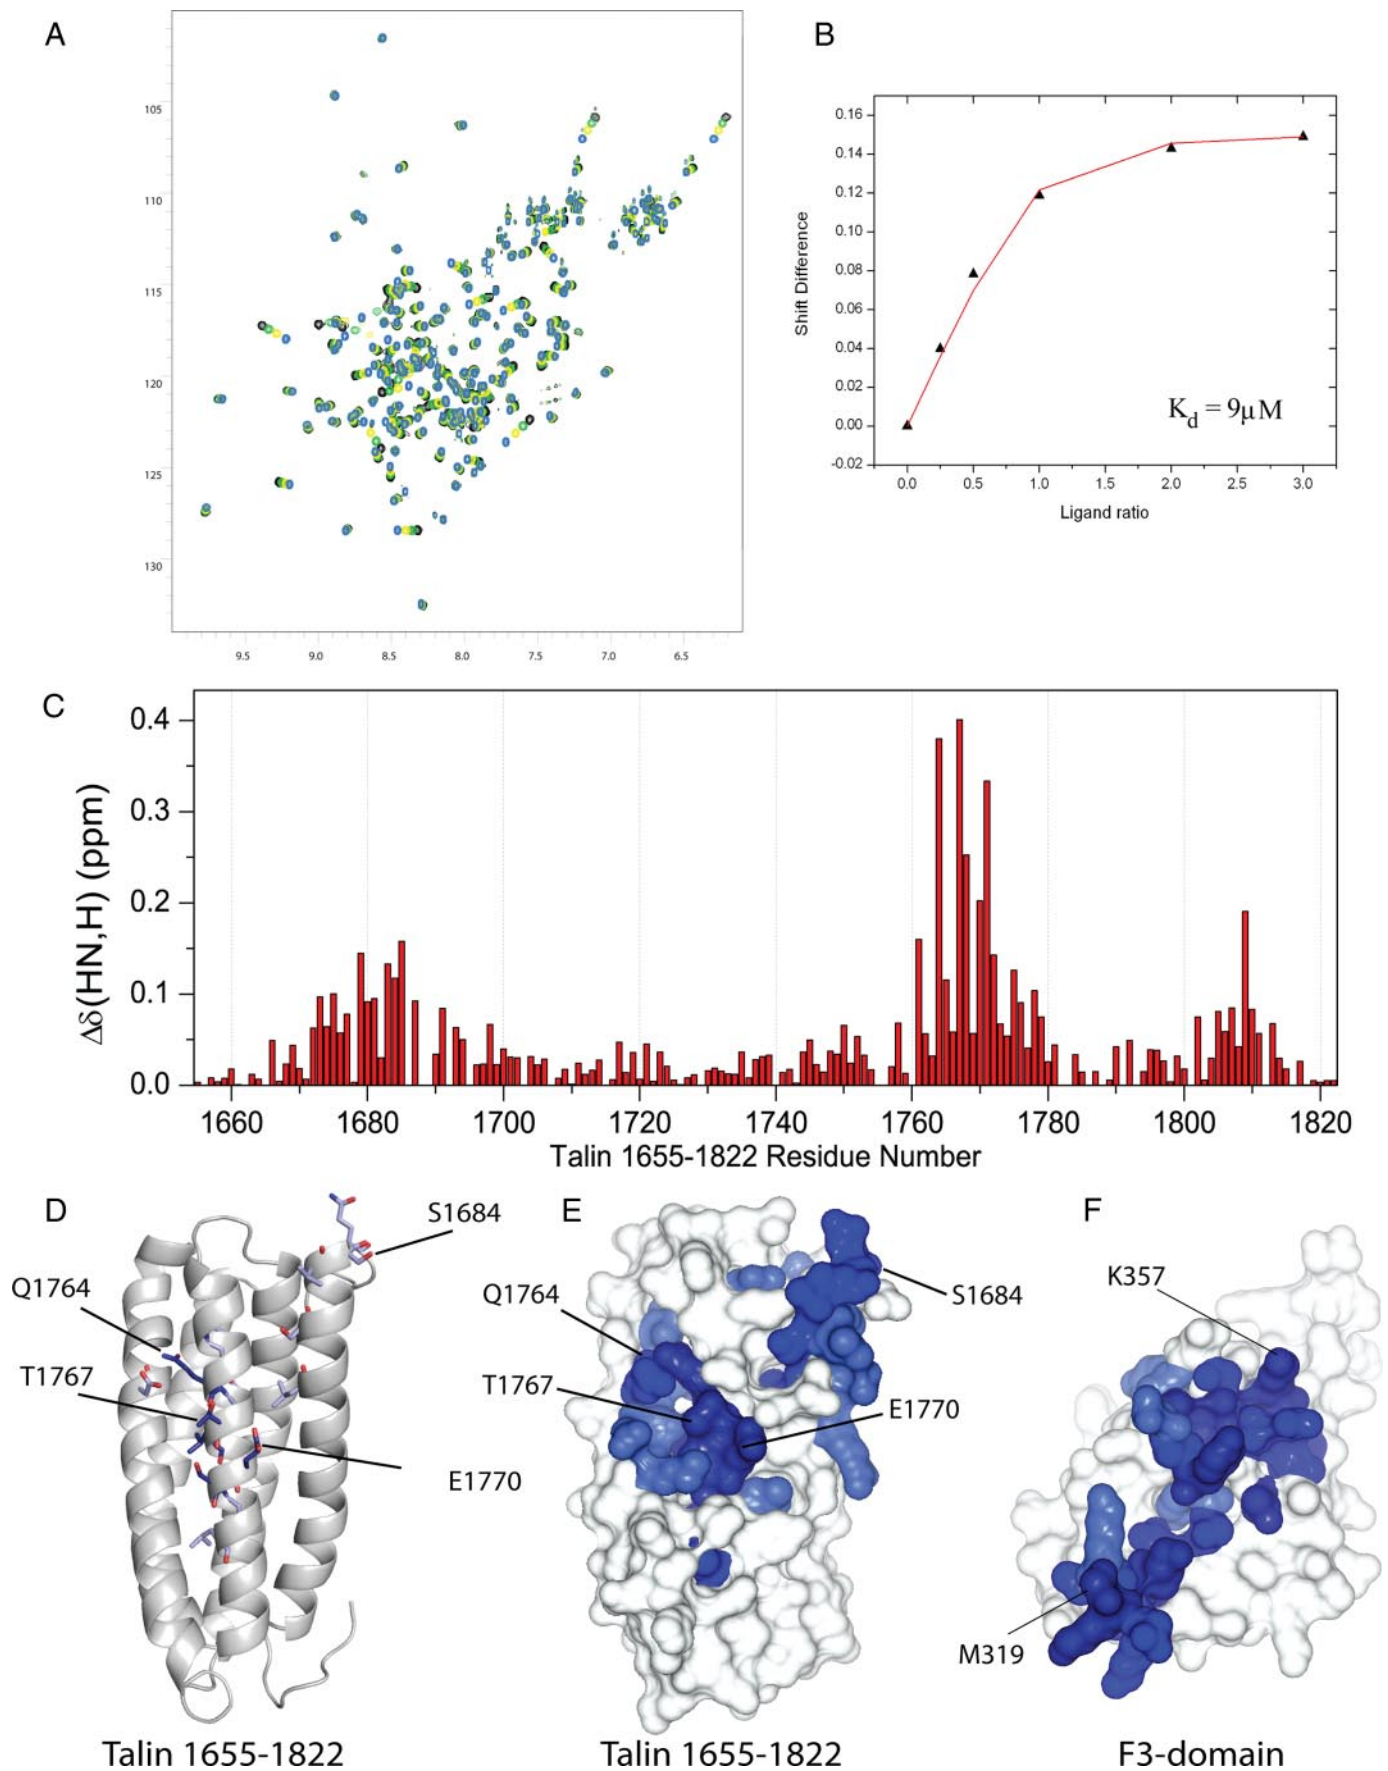 A
105
110
115
120
125
130
9.5 9.0 8.5 8.0 7.5 7.0 6.5
B
0.16
0.14
0.12
0.10
0.08
0.06
0.04
0.02
0.00
-0.02
Shift Difference
Kd = 9μM
0.0 0.5 1.0 1.5 2.0 2.5 3.0
Ligand ratio
C
0.4
0.3
0.2
0.1
0.0
Δδ(HN,H) (ppm)
1660 1680 1700 1720 1740 1760 1780 1800 1820
Talin 1655-1822 Residue Number
D
S1684
Q1764
T1767
E1770
Talin 1655-1822
E
Q1764
S1684
T1767
E1770
Talin 1655-1822
F
K357
M319
F3-domain